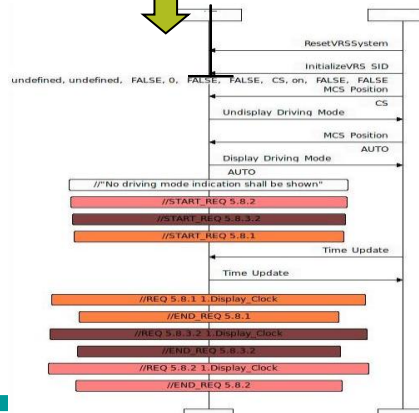 ResetVRSSystem
InitializeVRS SID
undefined, undefined, FALSE, 0, FALSE, FALSE, CS, on, FALSE, FALSE
MCS Position
CS
Undisplay Driving Mode
MCS Position
AUTO
Display Driving Mode
AUTO
//"No driving mode indication shall be shown"
//START_REQ 5.8.2
//START_REQ 5.8.3.2
//START_REQ 5.8.1
Time Update
Time Update
//REQ 5.8.1 1.Display_Clock
//END_REQ 5.8.1
//REQ 5.8.3.2 1.Display_Clock
//END_REQ 5.8.3.2
//REQ 5.8.2 1.Display_Clock
//END_REQ 5.8.2